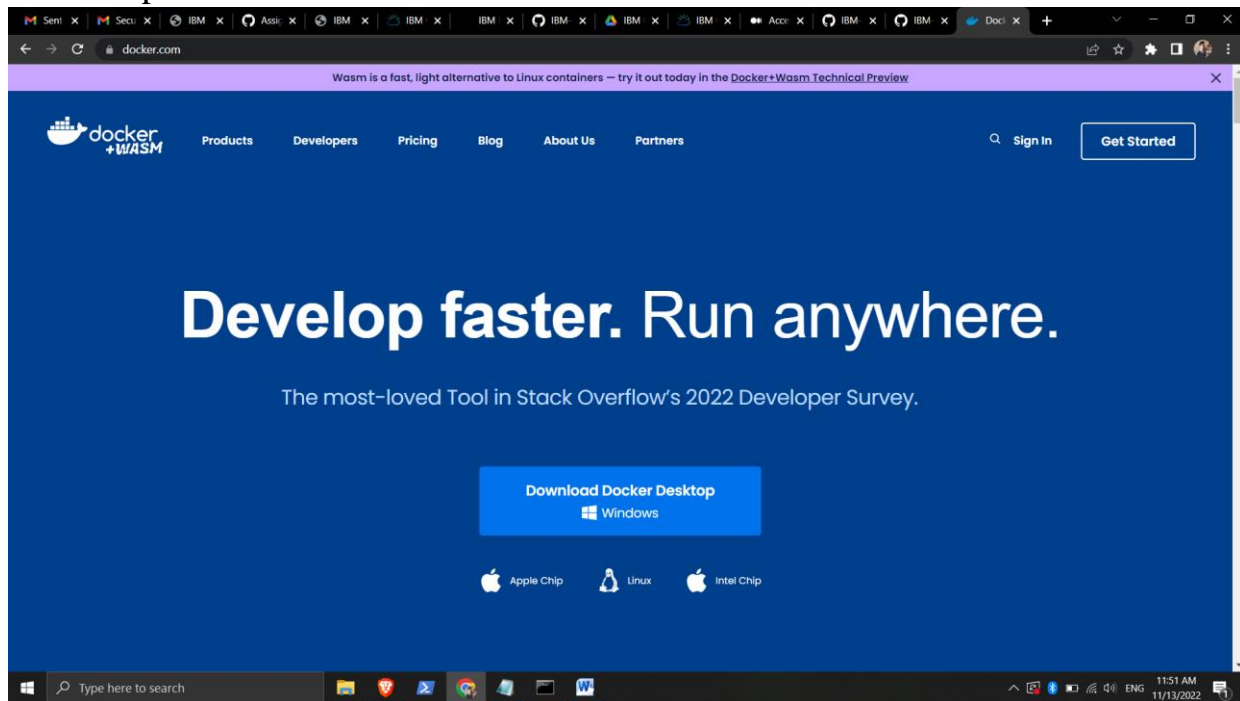 Sent
Secu
IBM
Assig
IBM
IBM
IBM
IBM-
IBM
IBM
Acce
IBM-
IBM-
Doc
docker.com
Wasm is a fast, light alternative to Linux containers — try it out today in the Docker+Wasm Technical Preview
docker
+WASM
Products Developers Pricing Blog About Us Partners Sign In Get Started
Develop faster. Run anywhere.
The most-loved Tool in Stack Overflow's 2022 Developer Survey.
Download Docker Desktop
Windows
Apple Chip Linux Intel Chip
Type here to search
ENG
11:51 AM
11/13/2022